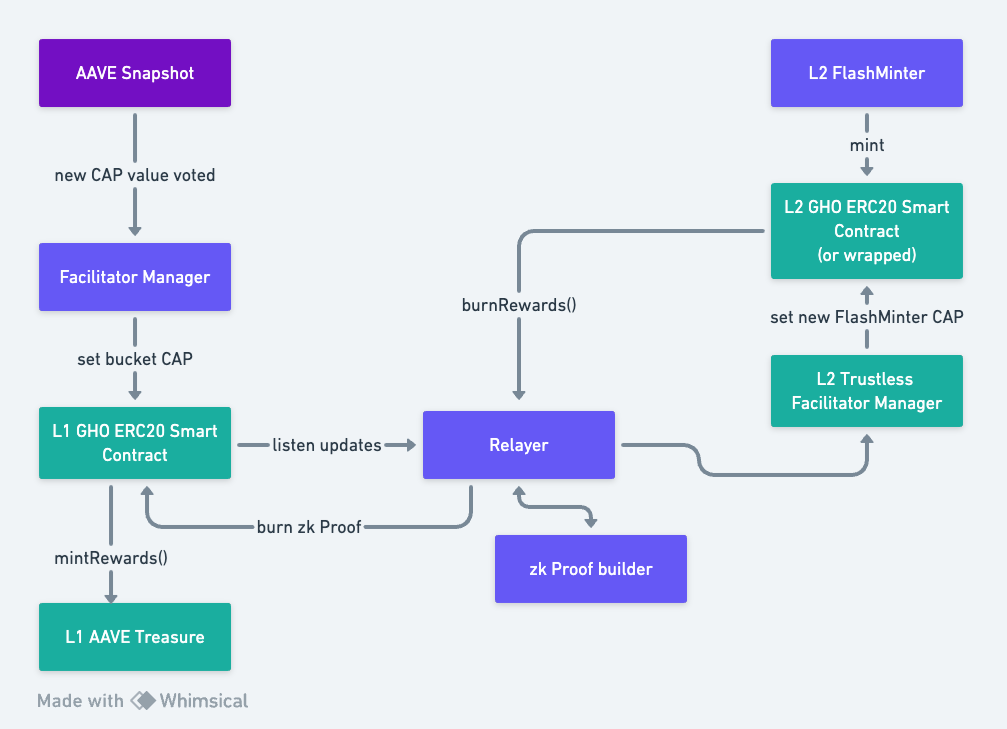 AAVE Snapshot
L2 FlashMinter
mint
new CAP value voted
L2 GHO ERC20 Smart
Contract
(or wrapped)
Facilitator Manager
burnRewards()
set new FlashMinter CAP
set bucket CAP
L2 Trustless
Facilitator Manager
L1 GHO ERC20 Smart
Contract
listen updates
Relayer
burn zk Proof
mintRewards()
zk Proof builder
L1 AAVE Treasure
Made with Whimsical